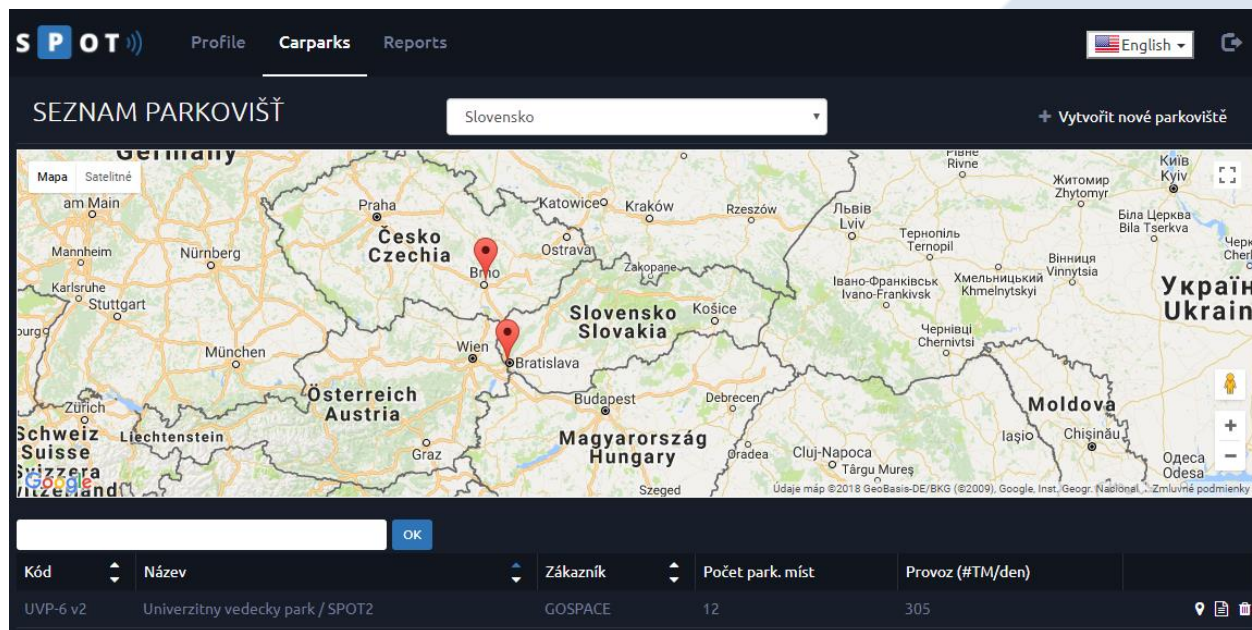 SPOT
Profile Carparks Reports English
SEZNAM PARKOVIŠŤ Slovensko + Vytvořit nové parkoviště
Germany
Рівне
Rivne
Київ
Kyiv
Mapa Satelitné
am Main
Praha
Katowice
Kraków
Rzeszów
Львів
Lviv
Житомир
Zhytomyr
Біла Церква
Bila Tserkva
Česko
Czechia
Ostrava
Тернопіль
Ternopil
Mannheim
Nürnberg
Brno
Zakopane
Вінниця
Vinnytsia
Karlsruhe
Stuttgart
Івано-Франківськ
Ivano-Frankivsk
Хмельницький
Khmelnytskyi
Slovensko
Slovakia
Košice
Чернівці
Chernivtsi
München
Wien
Bratislava
Österreich
Austria
Budapest
Debrecen
Zürich
Liechtenstein
Schweiz
Suisse
Svizzera
Graz
Magyarország
Hungary
Oradea
Cluj-Napoca
Târgu Mureș
Moldova
Iașio
Chișinău
Одеса
Odesa
Google
Szeged
Údaje máp ©2018 GeoBasis-DE/BKG (©2009), Google, Inst. Geogr. Nacional Zmluvné podmienky
OK
Kód Název Zákazník Počet park. míst Provoz (#TM/den)
UVP-6 v2 Univerzitny vedecky park / SPOT2 GOSPACE 12 305